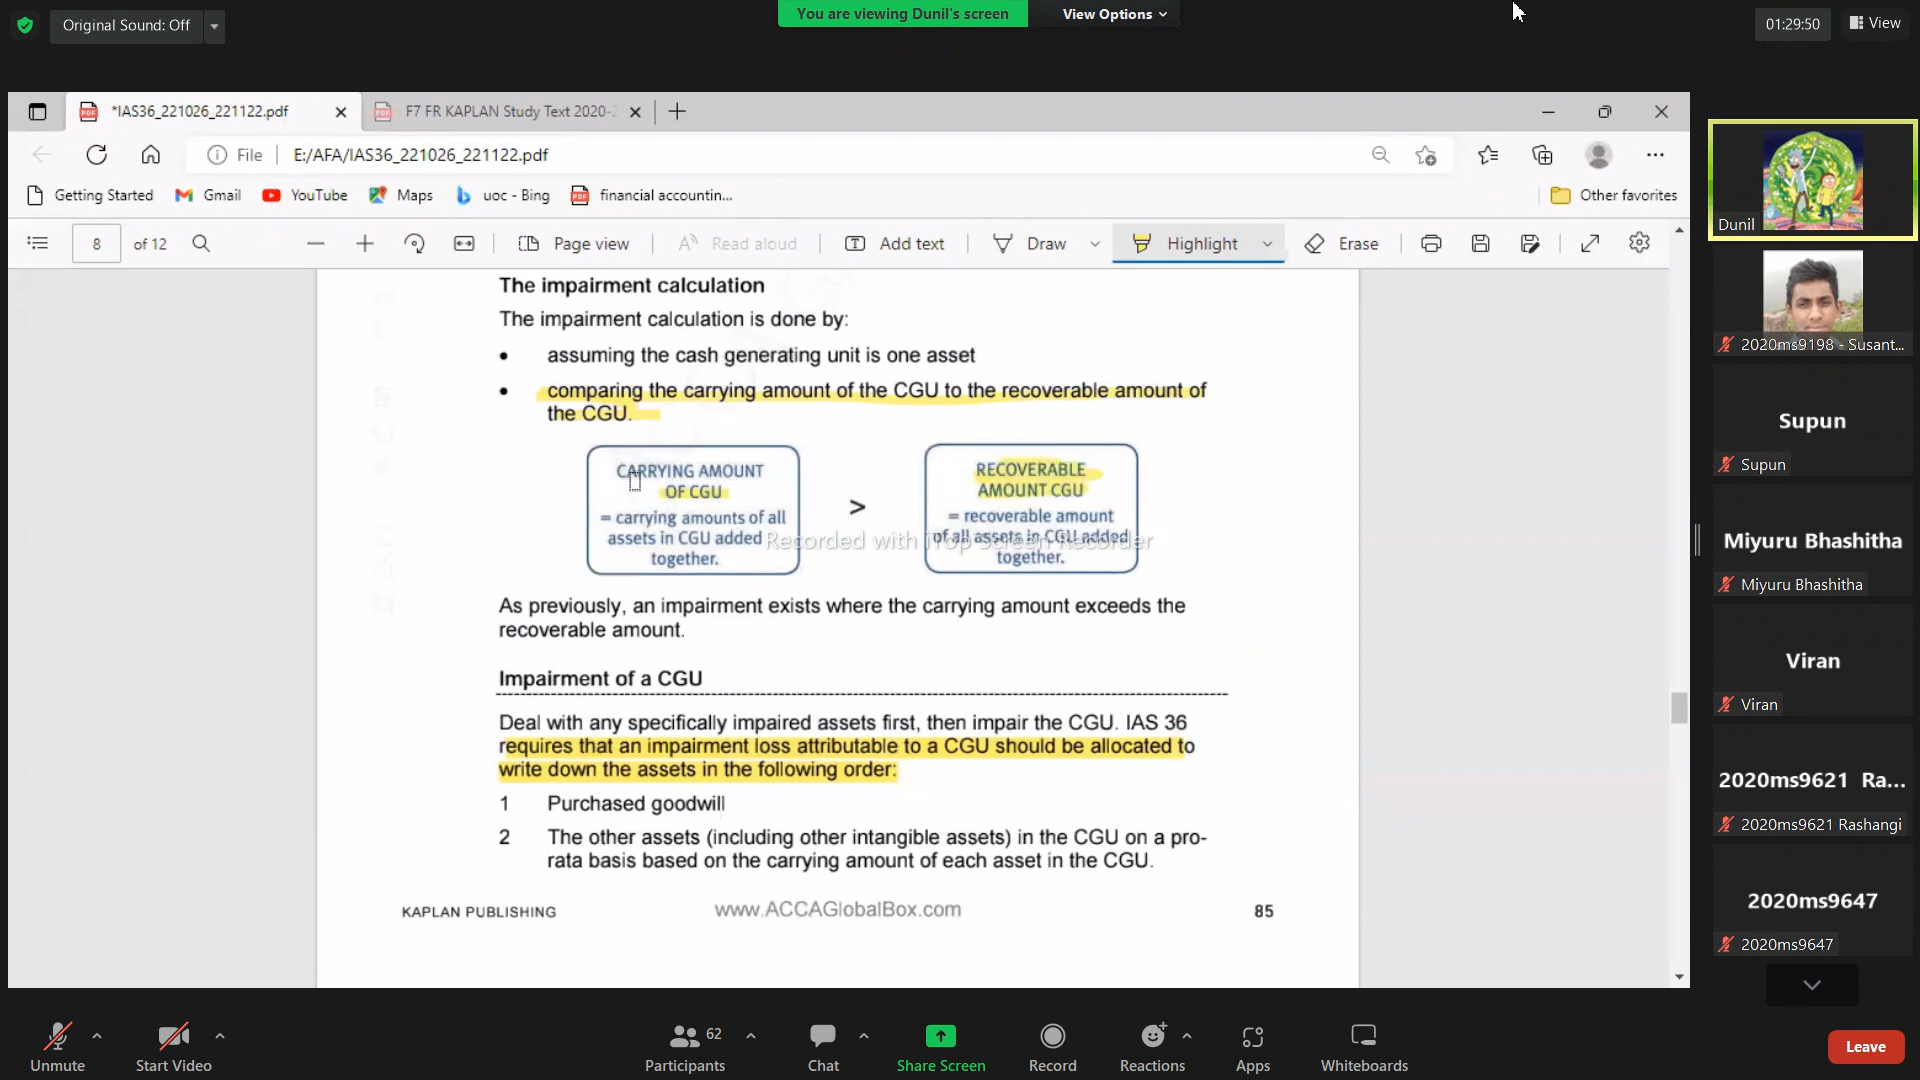 Original Sound: Off
You are viewing Dunil's screen
View Options
01:29:50
View
*IAS36_221026_221122.pdf
F7 FR KAPLAN Study Text 2020-
File
E:/AFA/IAS36_221026_221122.pdf
Getting Started
Gmail
YouTube
Maps
uoc - Bing
financial accountin...
Other favorites
8
of 12
Page view
Read aloud
Add text
Draw
Highlight
Erase
The impairment calculation
The impairment calculation is done by:
• assuming the cash generating unit is one asset
• comparing the carrying amount of the CGU to the recoverable amount of
the CGU.
CARRYING AMOUNT
OF CGU
= carrying amounts of all
assets in CGU added
together.
>
RECOVERABLE
AMOUNT CGU
= recoverable amount
of all assets in CGU added
together.
Recorded with iTop Screen Recorder
As previously, an impairment exists where the carrying amount exceeds the
recoverable amount.
Impairment of a CGU
Deal with any specifically impaired assets first, then impair the CGU. IAS 36
requires that an impairment loss attributable to a CGU should be allocated to
write down the assets in the following order:
1 Purchased goodwill
2 The other assets (including other intangible assets) in the CGU on a pro-
rata basis based on the carrying amount of each asset in the CGU.
KAPLAN PUBLISHING
www.ACCAGlobalBox.com
85
Dunil
2020ms9198 - Susant...
Supun
Supun
Miyuru Bhashitha
Miyuru Bhashitha
Viran
Viran
2020ms9621 Ra...
2020ms9621 Rashangi
2020ms9647
2020ms9647
Unmute
Start Video
62
Participants
Chat
Share Screen
Record
Reactions
Apps
Whiteboards
Leave